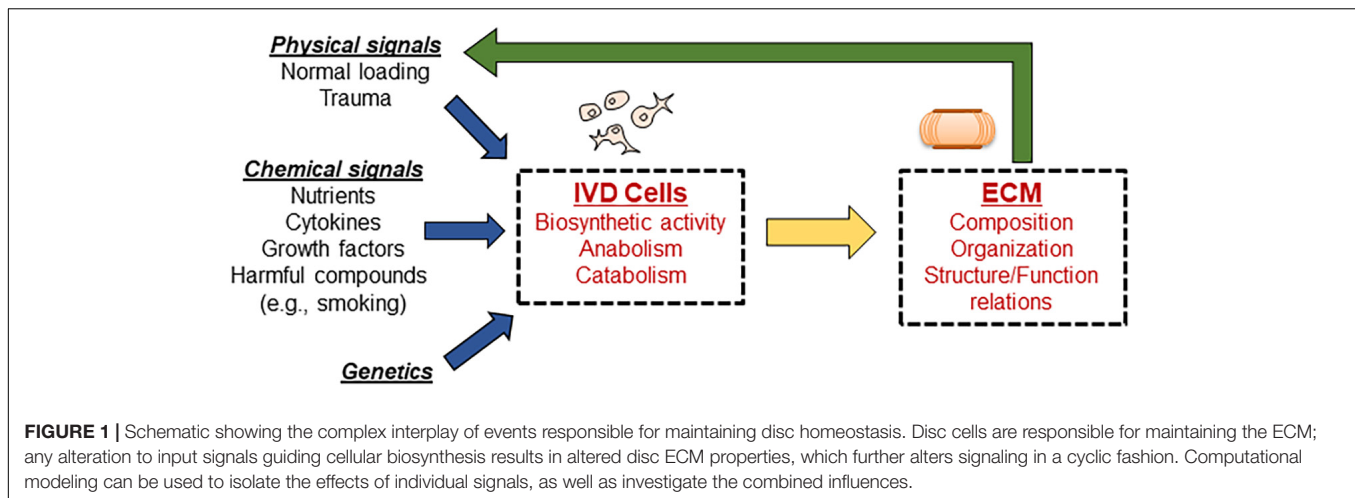 Physical signals
Normal loading
Trauma
Chemical signals
Nutrients
Cytokines
Growth factors
Harmful compounds
(e.g., smoking)
Genetics
IVD Cells
Biosynthetic activity
Anabolism
Catabolism
ECM
Composition
Organization
Structure/Function
relations
FIGURE 1 | Schematic showing the complex interplay of events responsible for maintaining disc homeostasis. Disc cells are responsible for maintaining the ECM;
any alteration to input signals guiding cellular biosynthesis results in altered disc ECM properties, which further alters signaling in a cyclic fashion. Computational
modeling can be used to isolate the effects of individual signals, as well as investigate the combined influences.